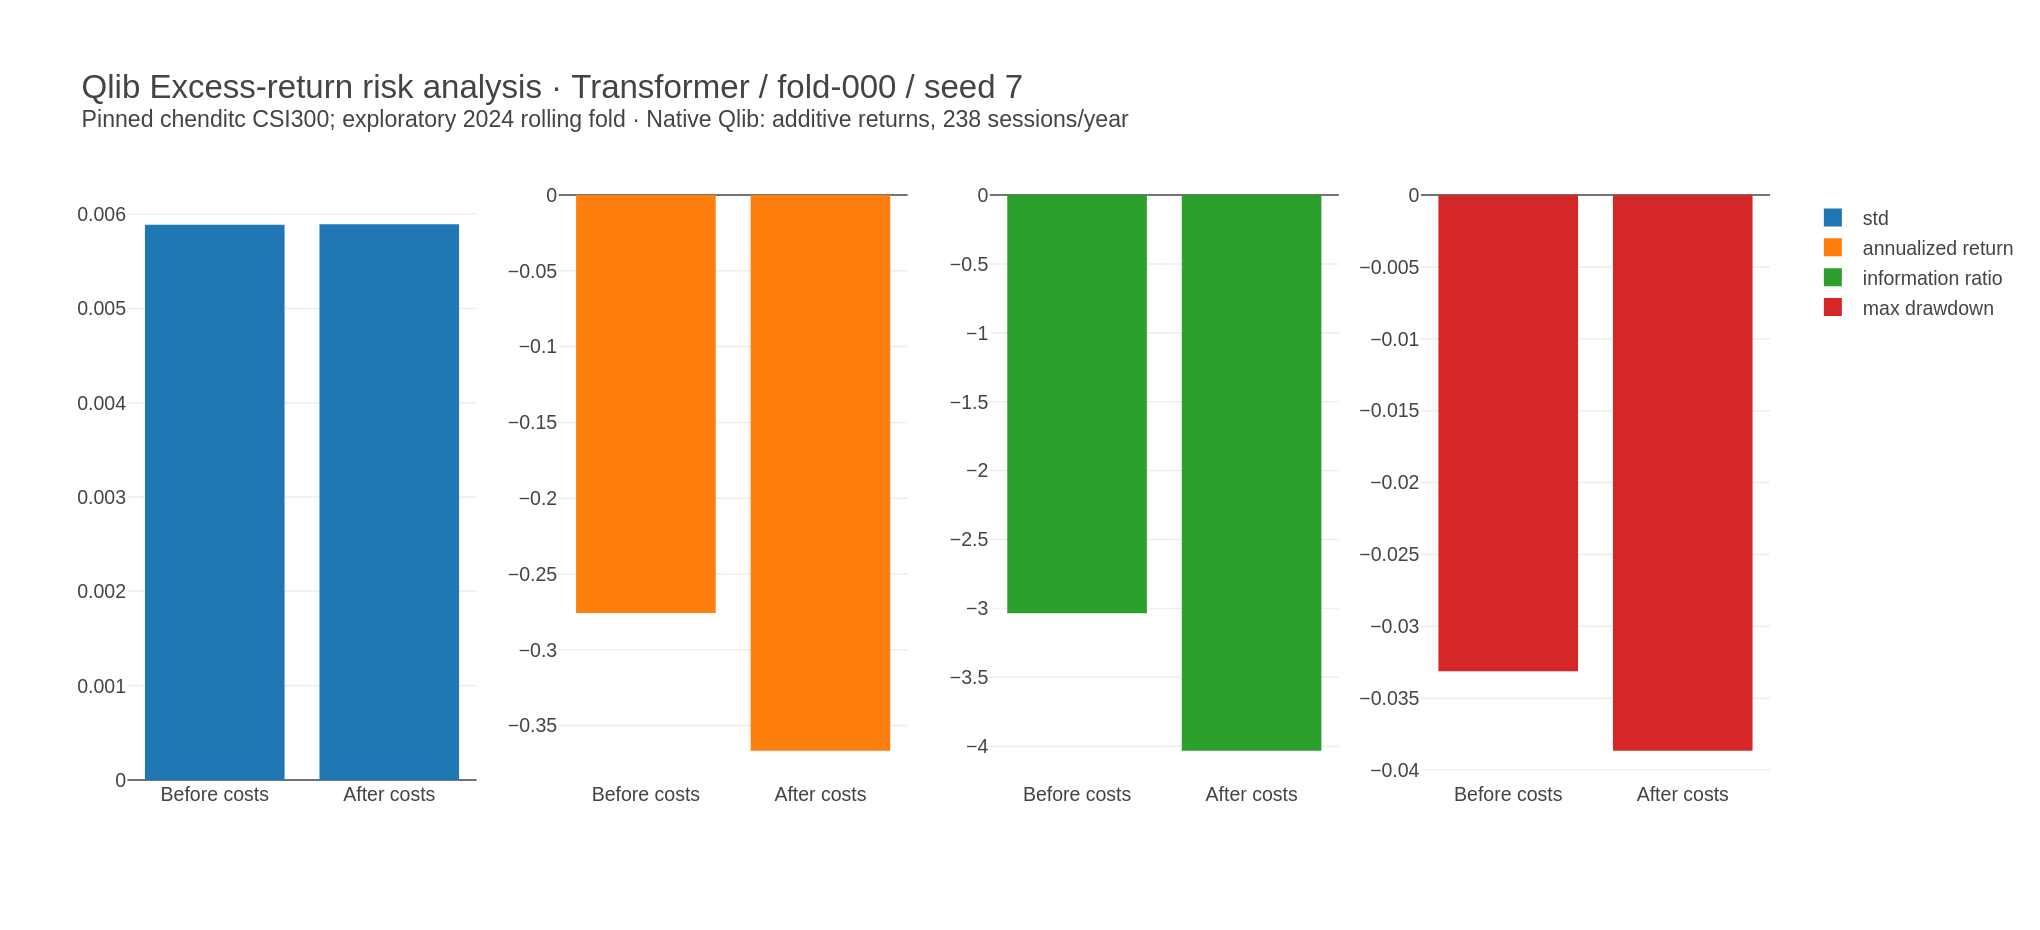 Qlib Excess-return risk analysis · Transformer / fold-000 / seed 7
Pinned chenditc CSI300; exploratory 2024 rolling fold · Native Qlib: additive returns, 238 sessions/year
0.006
0.005
0.004
0.003
0.002
0.001
0
Before costs
After costs
0
−0.05
−0.1
−0.15
−0.2
−0.25
−0.3
−0.35
Before costs
After costs
0
−0.5
−1
−1.5
−2
−2.5
−3
−3.5
−4
Before costs
After costs
0
−0.005
−0.01
−0.015
−0.02
−0.025
−0.03
−0.035
−0.04
Before costs
After costs
std
annualized return
information ratio
max drawdown